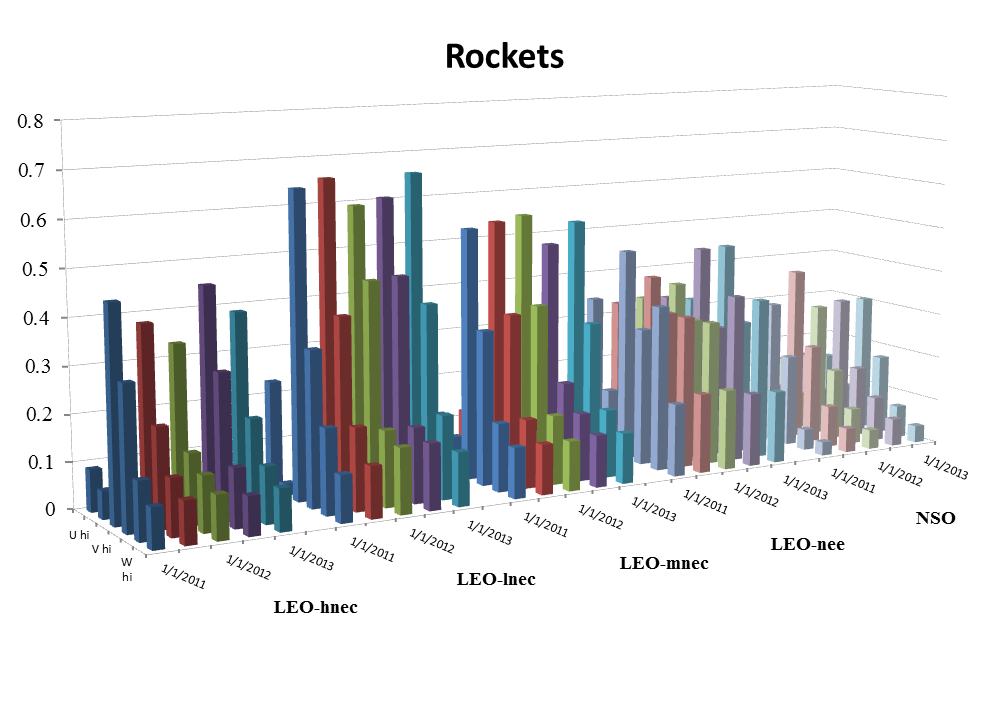 Rockets
0.8
0.7
0.6
0.5
0.4
0.3
0.2
0.1
0
U hi
V hi
W
hi
1/1/2011
1/1/2012
1/1/2013
1/1/2011
1/1/2012
1/1/2013
1/1/2011
1/1/2012
1/1/2013
1/1/2011
1/1/2012
1/1/2013
1/1/2011
1/1/2012
1/1/2013
LEO-hnec
LEO-lnec
LEO-mnec
LEO-nee
NSO